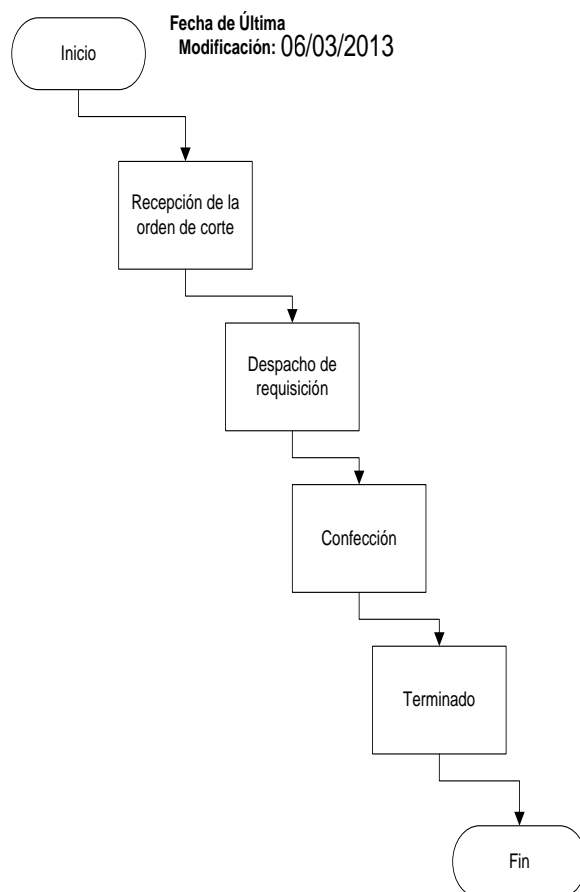 Fecha de Última
Modificación: 06/03/2013
Inicio
Recepción de la
orden de corte
Despacho de
requisición
Confección
Terminado
Fin